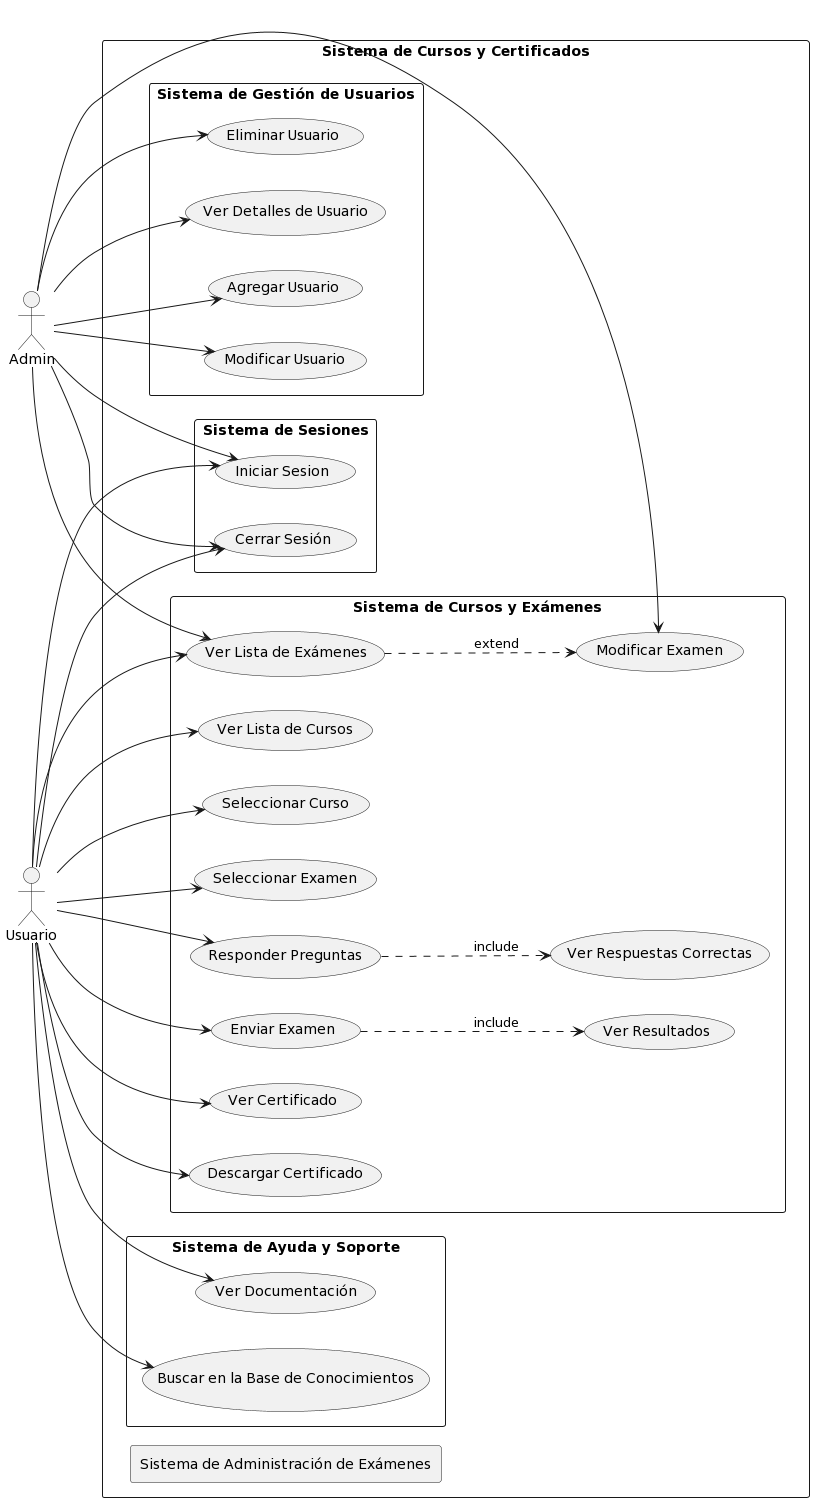 Sistema de Cursos y Certificados
Sistema de Gestión de Usuarios
Eliminar Usuario
Ver Detalles de Usuario
Agregar Usuario
Modificar Usuario
Admin
Sistema de Sesiones
Iniciar Sesion
Cerrar Sesión
Sistema de Cursos y Exámenes
Ver Lista de Exámenes
extend
Modificar Examen
Ver Lista de Cursos
Seleccionar Curso
Seleccionar Examen
Usuario
Responder Preguntas
include
Ver Respuestas Correctas
Enviar Examen
include
Ver Resultados
Ver Certificado
Descargar Certificado
Sistema de Ayuda y Soporte
Ver Documentación
Buscar en la Base de Conocimientos
Sistema de Administración de Exámenes